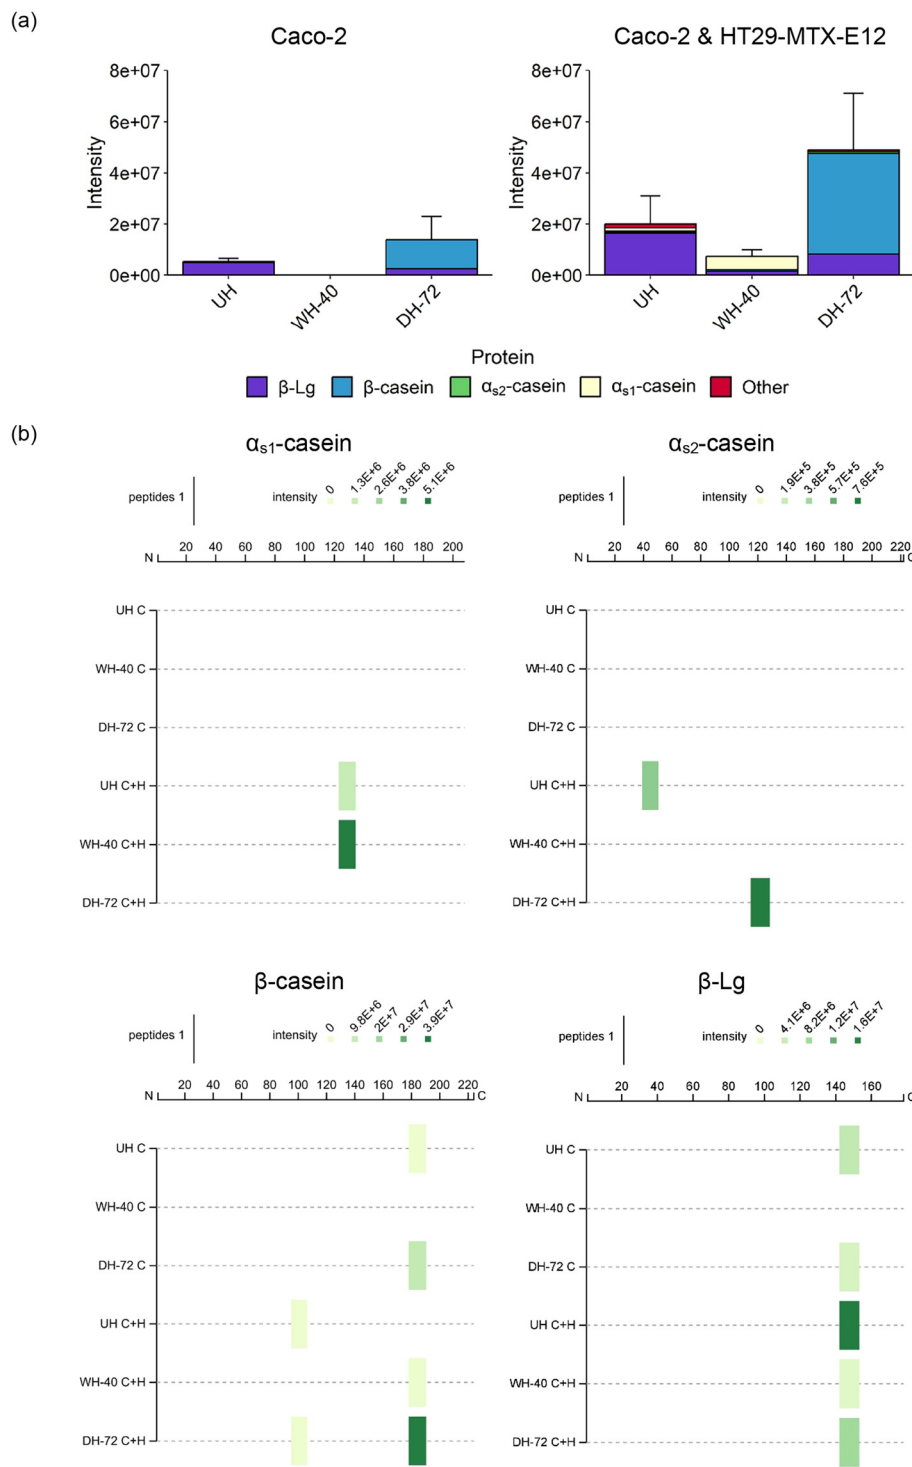 (a)
Caco-2
Caco-2 & HT29-MTX-E12
Intensity
8e+07
6e+07
4e+07
2e+07
0e+00
UH
WH-40
DH-72
Intensity
8e+07
6e+07
4e+07
2e+07
0e+00
UH
WH-40
DH-72
Protein
β-Lg β-casein αs2-casein αs1-casein Other
(b)
αs1-casein
peptides 1 intensity 0 1.3E+6 2.6E+6 3.8E+6 5.1E+6
N 20 40 60 80 100 120 140 160 180 200
UH C
WH-40 C
DH-72 C
UH C+H
WH-40 C+H
DH-72 C+H
αs2-casein
peptides 1 intensity 0 1.9E+5 3.8E+5 5.7E+5 7.6E+5
N 20 40 60 80 100 120 140 160 180 200 222 C
UH C
WH-40 C
DH-72 C
UH C+H
WH-40 C+H
DH-72 C+H
β-casein
peptides 1 intensity 0 9.8E+6 2E+7 2.9E+7 3.9E+7
N 20 40 60 80 100 120 140 160 180 200 220 C
UH C
WH-40 C
DH-72 C
UH C+H
WH-40 C+H
DH-72 C+H
β-Lg
peptides 1 intensity 0 4.1E+6 8.2E+6 1.2E+7 1.6E+7
N 20 40 60 80 100 120 140 160 C
UH C
WH-40 C
DH-72 C
UH C+H
WH-40 C+H
DH-72 C+H